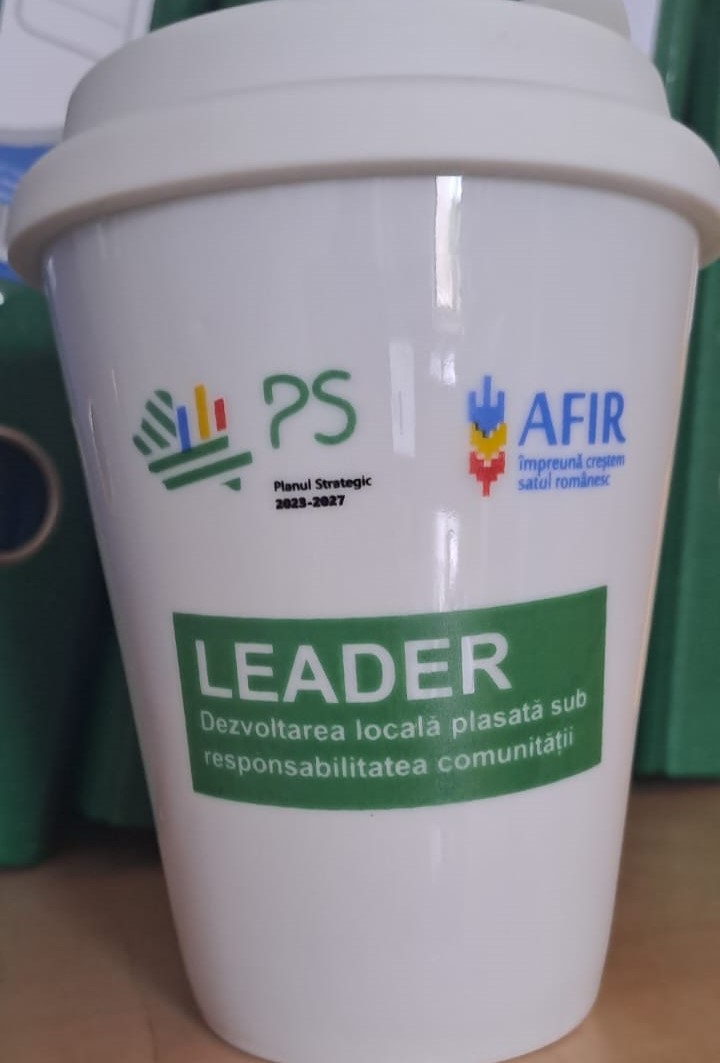 PS
Planul Strategic
2023-2027
AFIR
împreună creștem
satul românesc
LEADER
Dezvoltarea locală plasată sub
responsabilitatea comunității